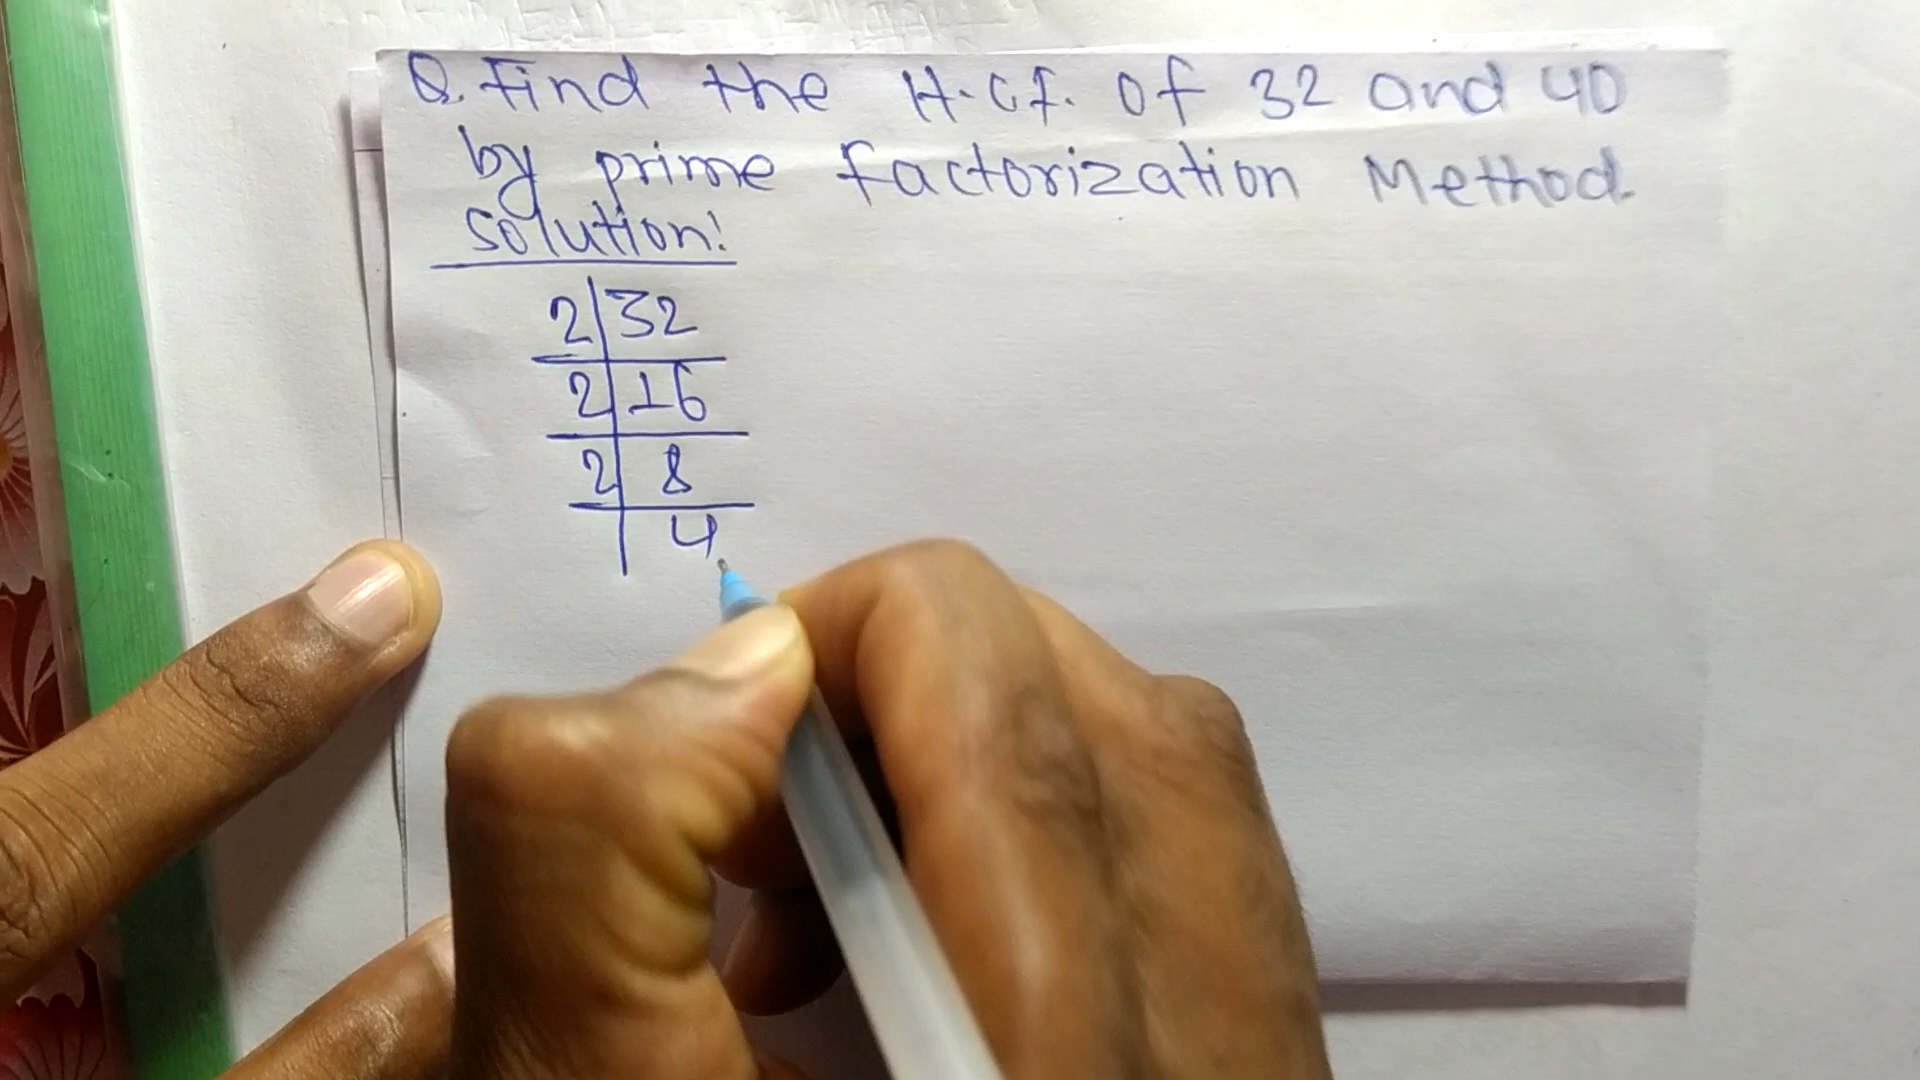 Q. Find the H.C.F. of 32 and 40
by prime factorization Method.
Solution:
2 32
2 16
2 8
4